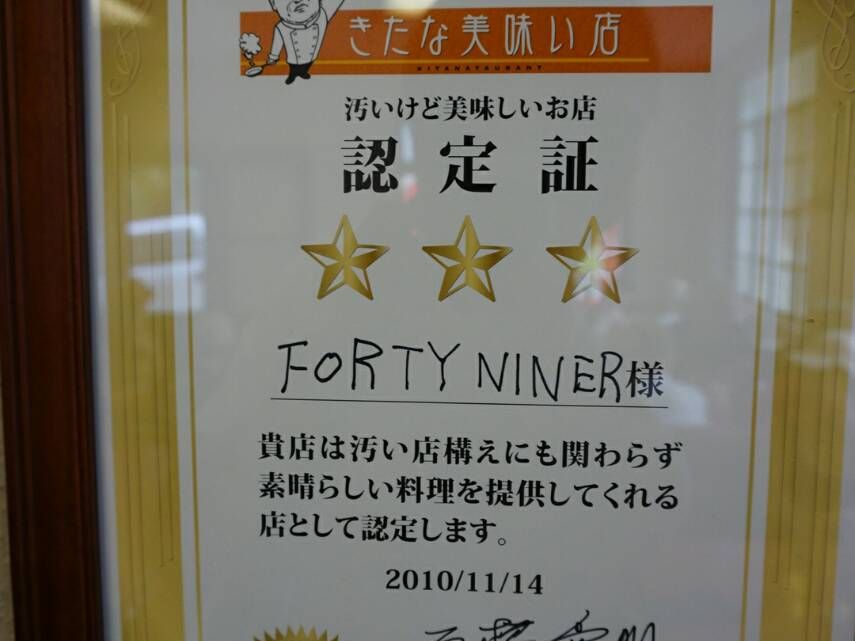 きたな美味い店
KITANATAURANT
汚いけど美味しいお店
認定証
FORTY NINER様
貴店は汚い店構えにも関わらず
素晴らしい料理を提供してくれる
店として認定します。
2010/11/14